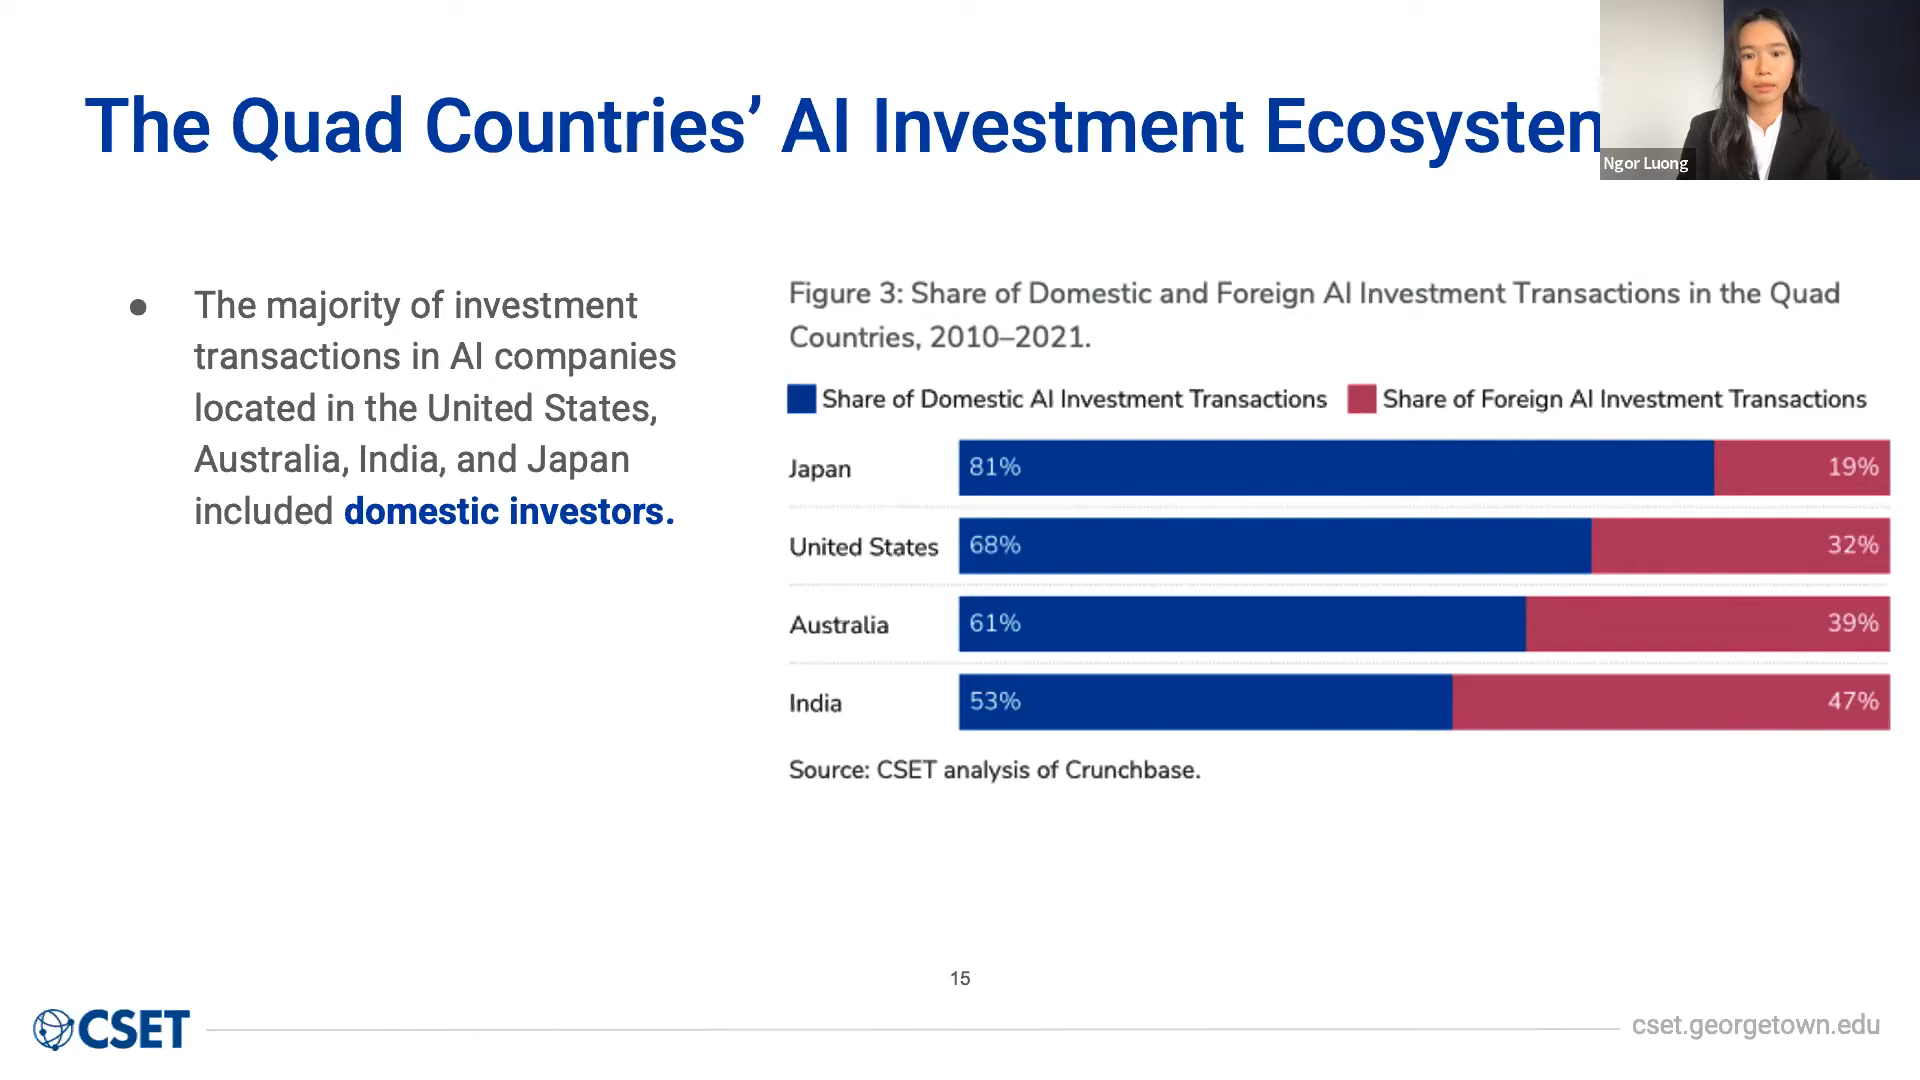 The Quad Countries’ AI Investment Ecosystem
Ngor Luong
● The majority of investment
transactions in AI companies
located in the United States,
Australia, India, and Japan
included domestic investors.
Figure 3: Share of Domestic and Foreign AI Investment Transactions in the Quad
Countries, 2010–2021.
Share of Domestic AI Investment Transactions Share of Foreign AI Investment Transactions
Japan 81% 19%
United States 68% 32%
Australia 61% 39%
India 53% 47%
Source: CSET analysis of Crunchbase.
15
CSET
cset.georgetown.edu